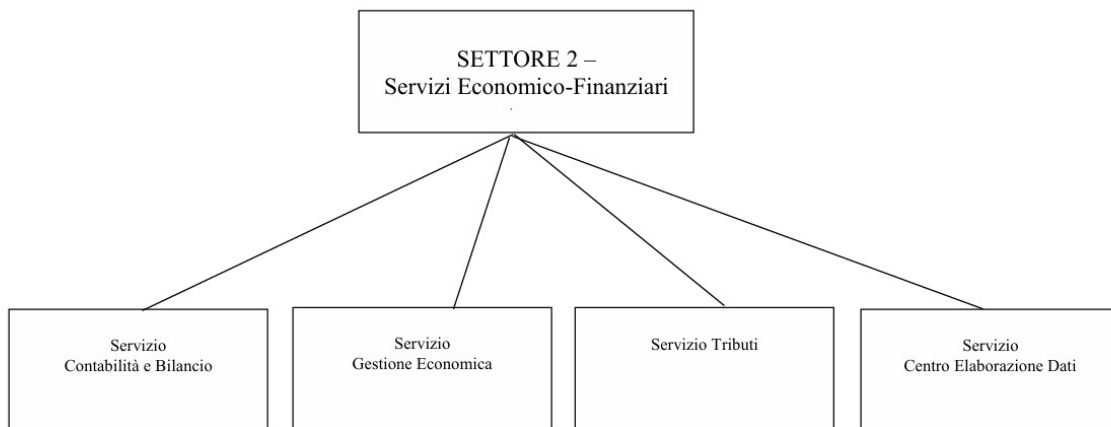 SETTORE 2 –
Servizi Economico-Finanziari
.
Servizio
Contabilità e Bilancio
Servizio
Gestione Economica
Servizio Tributi
Servizio
Centro Elaborazione Dati